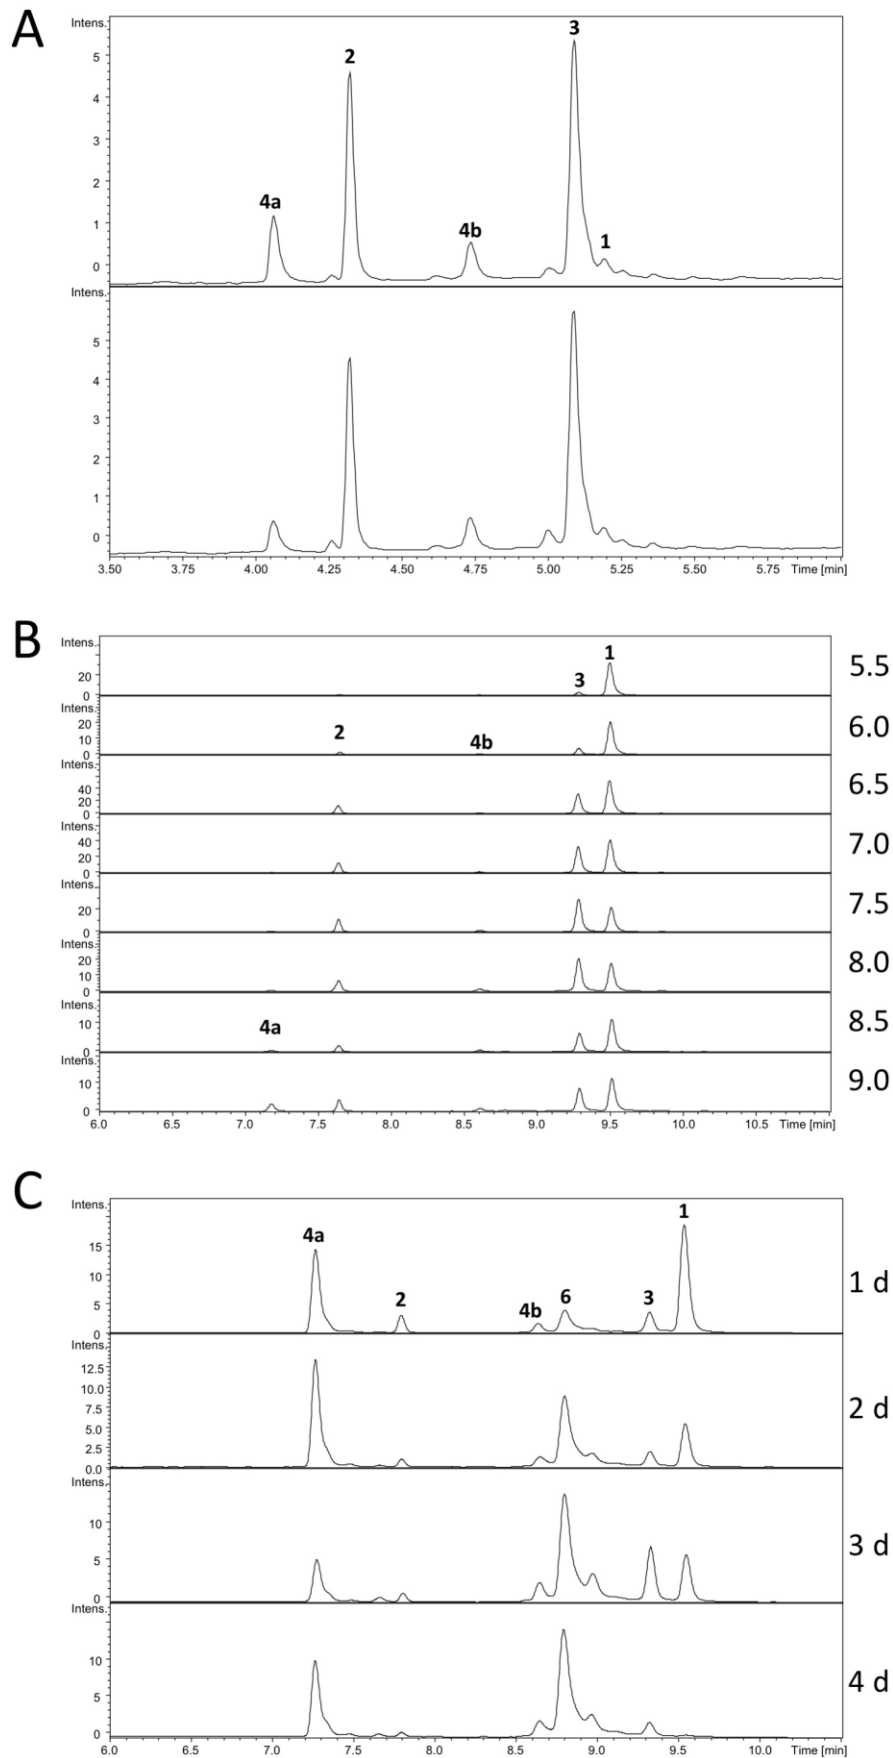 A
Intens.
5
4
3
2
1
0
4a
2
4b
3
1
Intens.
5
4
3
2
1
0
3.50 3.75 4.00 4.25 4.50 4.75 5.00 5.25 5.50 5.75 Time [min]
B
Intens.
20
0
3
1
5.5
Intens.
20
10
0
2
4b
6.0
Intens.
40
20
0
6.5
Intens.
40
20
0
7.0
Intens.
20
0
7.5
Intens.
20
10
0
8.0
Intens.
10
0
4a
8.5
Intens.
10
0
9.0
6.0 6.5 7.0 7.5 8.0 8.5 9.0 9.5 10.0 10.5 Time [min]
C
Intens.
15
10
5
0
4a
2
4b
6
3
1
1 d
Intens.
12.5
10.0
7.5
5.0
2.5
0.0
2 d
Intens.
10
5
0
3 d
Intens.
10
5
0
4 d
6.0 6.5 7.0 7.5 8.0 8.5 9.0 9.5 10.0 Time [min]